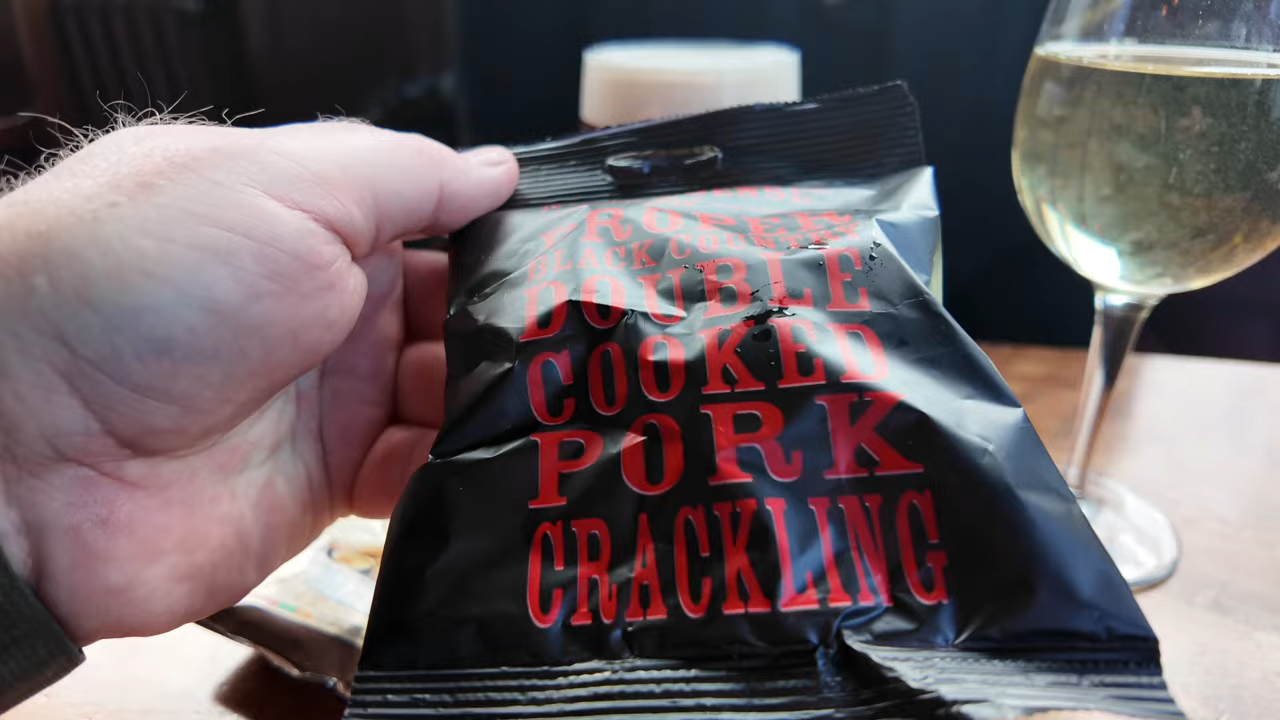 PROPER
BLACK COUNTRY
DOUBLE
COOKED
PORK
CRACKLING